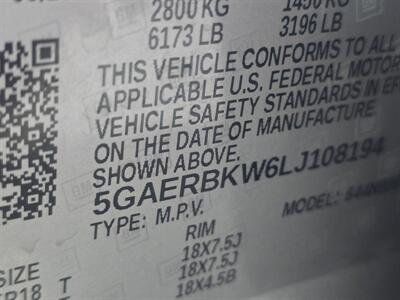 2800 KG
6173 LB
1450 KG
3196 LB
THIS VEHICLE CONFORMS TO ALL
APPLICABLE U.S. FEDERAL MOTOR
VEHICLE SAFETY STANDARDS IN
ON THE DATE OF MANUFACTURE
SHOWN ABOVE.
5GAERBKW6LJ108194
TYPE: M.P.V.
MODEL:
SIZE
RIM
R18 T
18X7.5J
18X7.5J
18X4.5B